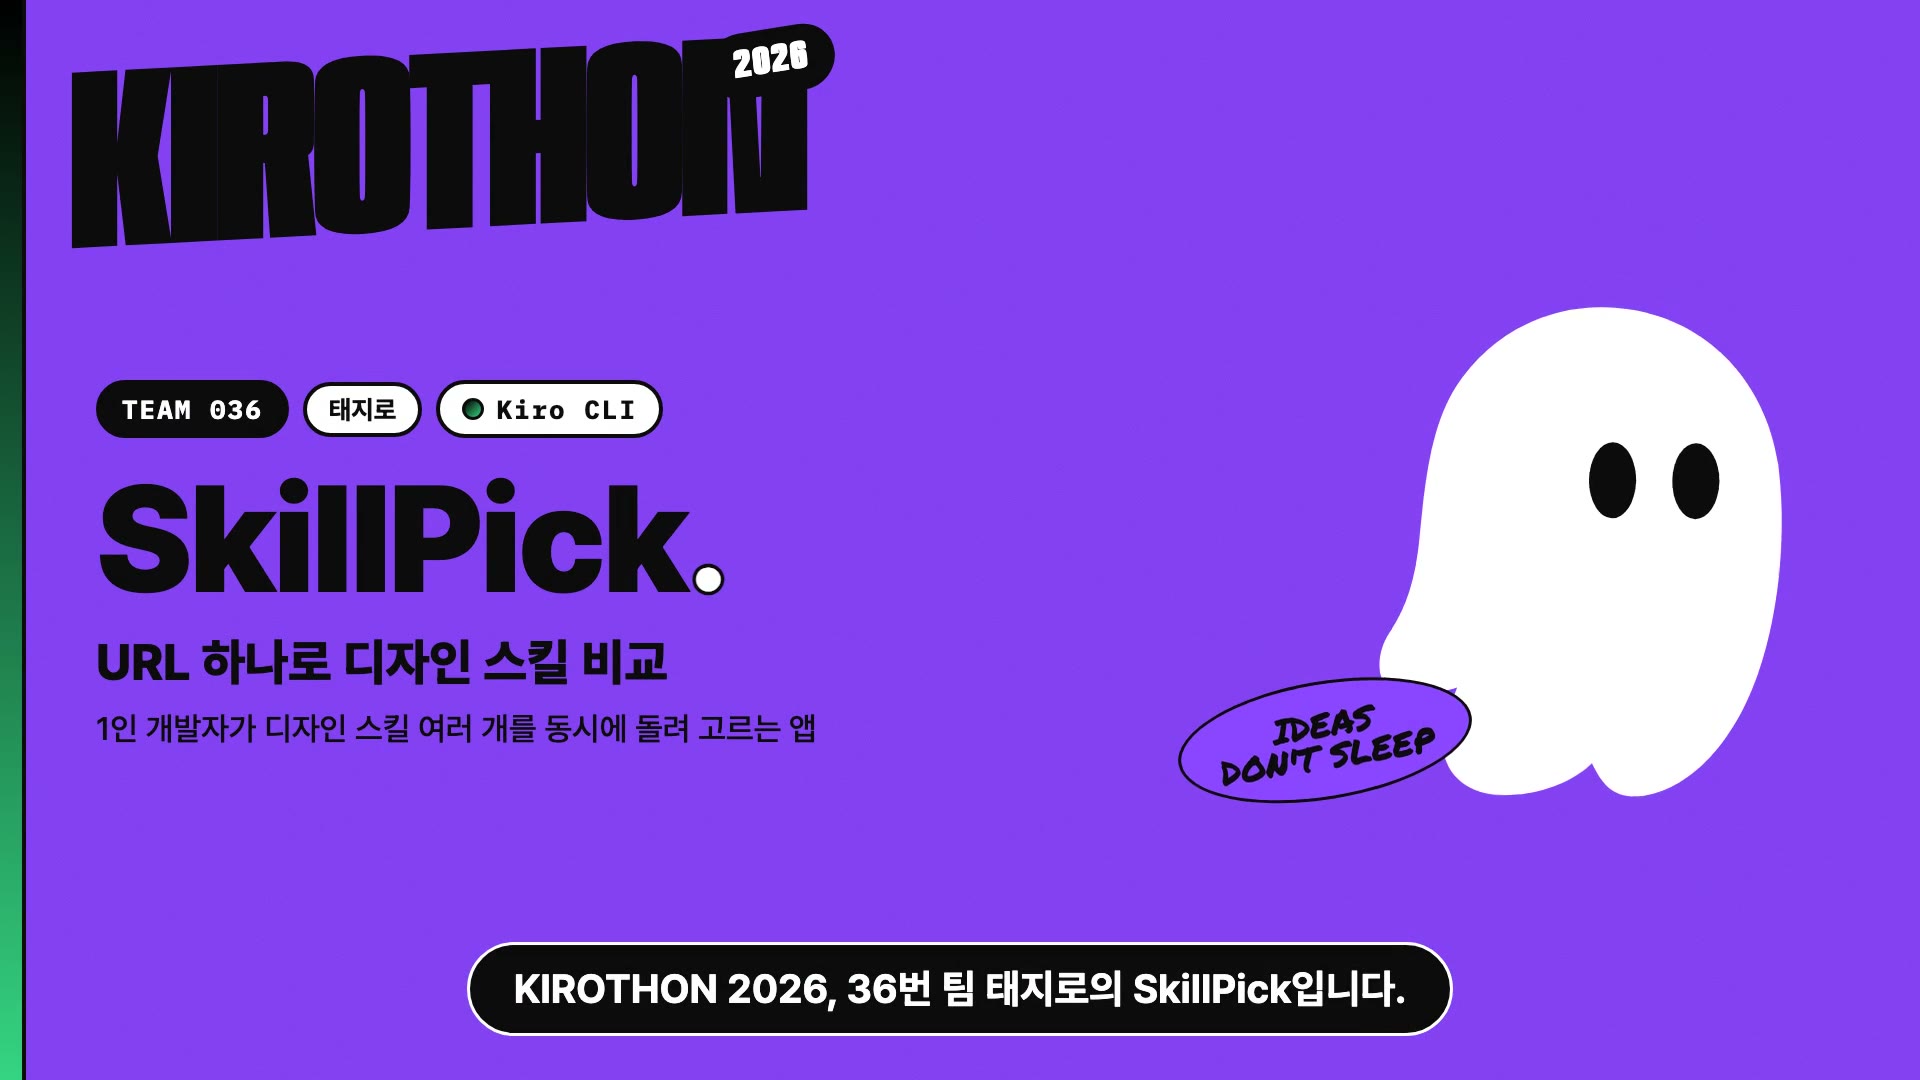 KIROTHON
2026
TEAM 036
태지로
Kiro CLI
SkillPick.
URL 하나로 디자인 스킬 비교
1인 개발자가 디자인 스킬 여러 개를 동시에 돌려 고르는 앱
IDEAS
DON'T SLEEP
KIROTHON 2026, 36번 팀 태지로의 SkillPick입니다.